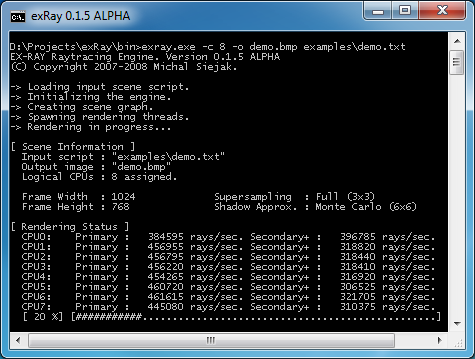 exRay 0.1.5 ALPHA
D:\Projects\exRay\bin>exray.exe -c 8 -o demo.bmp examples\demo.txt
EX-RAY Raytracing Engine. Version 0.1.5 ALPHA
(C) Copyright 2007-2008 Michal Siejak.
-> Loading input scene script.
-> Initializing the engine.
-> Creating scene graph.
-> Spawning rendering threads.
-> Rendering in progress...
[ Scene Information ]
Input script : "examples\demo.txt"
Output image : "demo.bmp"
Logical CPUs : 8 assigned.
Frame Width : 1024 Supersampling : Full (3x3)
Frame Height : 768 Shadow Approx. : Monte Carlo (6x6)
[ Rendering Status ]
CPU0: Primary : 384595 rays/sec. Secondary+ : 396785 rays/sec.
CPU1: Primary : 456955 rays/sec. Secondary+ : 318820 rays/sec.
CPU2: Primary : 456795 rays/sec. Secondary+ : 318440 rays/sec.
CPU3: Primary : 456220 rays/sec. Secondary+ : 318410 rays/sec.
CPU4: Primary : 454265 rays/sec. Secondary+ : 316920 rays/sec.
CPU5: Primary : 460720 rays/sec. Secondary+ : 306525 rays/sec.
CPU6: Primary : 461615 rays/sec. Secondary+ : 321705 rays/sec.
CPU7: Primary : 445080 rays/sec. Secondary+ : 310375 rays/sec.
[ 20 %] [###########...............................................]